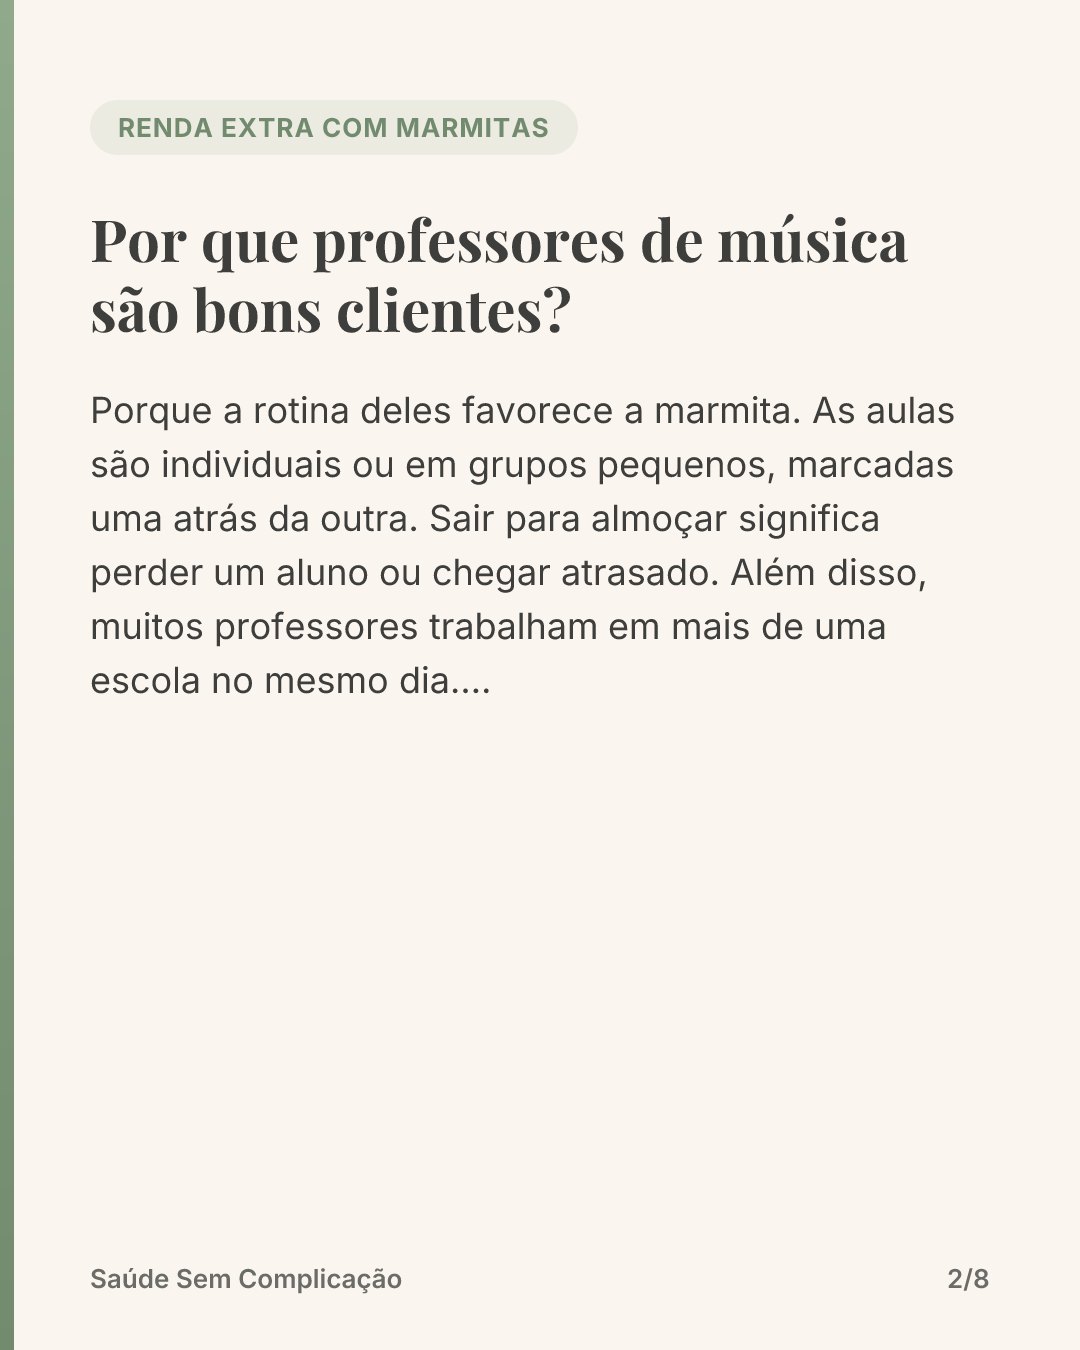 RENDA EXTRA COM MARMITAS
Por que professores de música
são bons clientes?
Porque a rotina deles favorece a marmita. As aulas
são individuais ou em grupos pequenos, marcadas
uma atrás da outra. Sair para almoçar significa
perder um aluno ou chegar atrasado. Além disso,
muitos professores trabalham em mais de uma
escola no mesmo dia....
Saúde Sem Complicação
2/8